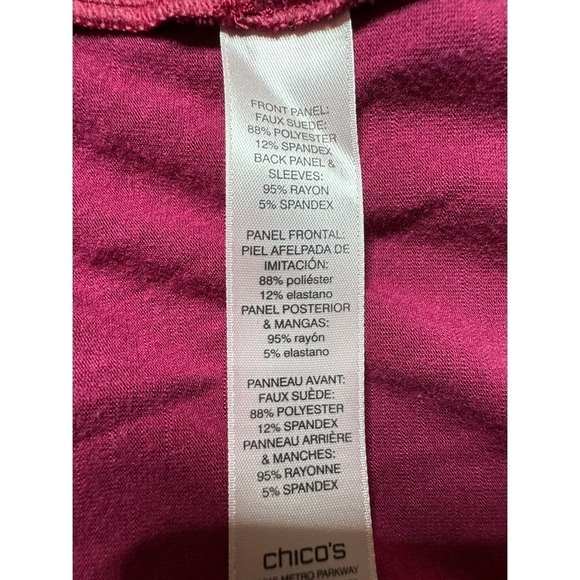 FRONT PANEL:
FAUX SUEDE:
88% POLYESTER
12% SPANDEX
BACK PANEL &
SLEEVES:
95% RAYON
5% SPANDEX
PANEL FRONTAL:
PIEL AFELPADA DE
IMITACIÓN:
88% poliéster
12% elastano
PANEL POSTERIOR
& MANGAS:
95% rayón
5% elastano
PANNEAU AVANT:
FAUX SUÈDE:
88% POLYESTER
12% SPANDEX
PANNEAU ARRIÈRE
& MANCHES:
95% RAYONNE
5% SPANDEX
chico's
METRO PARKWAY